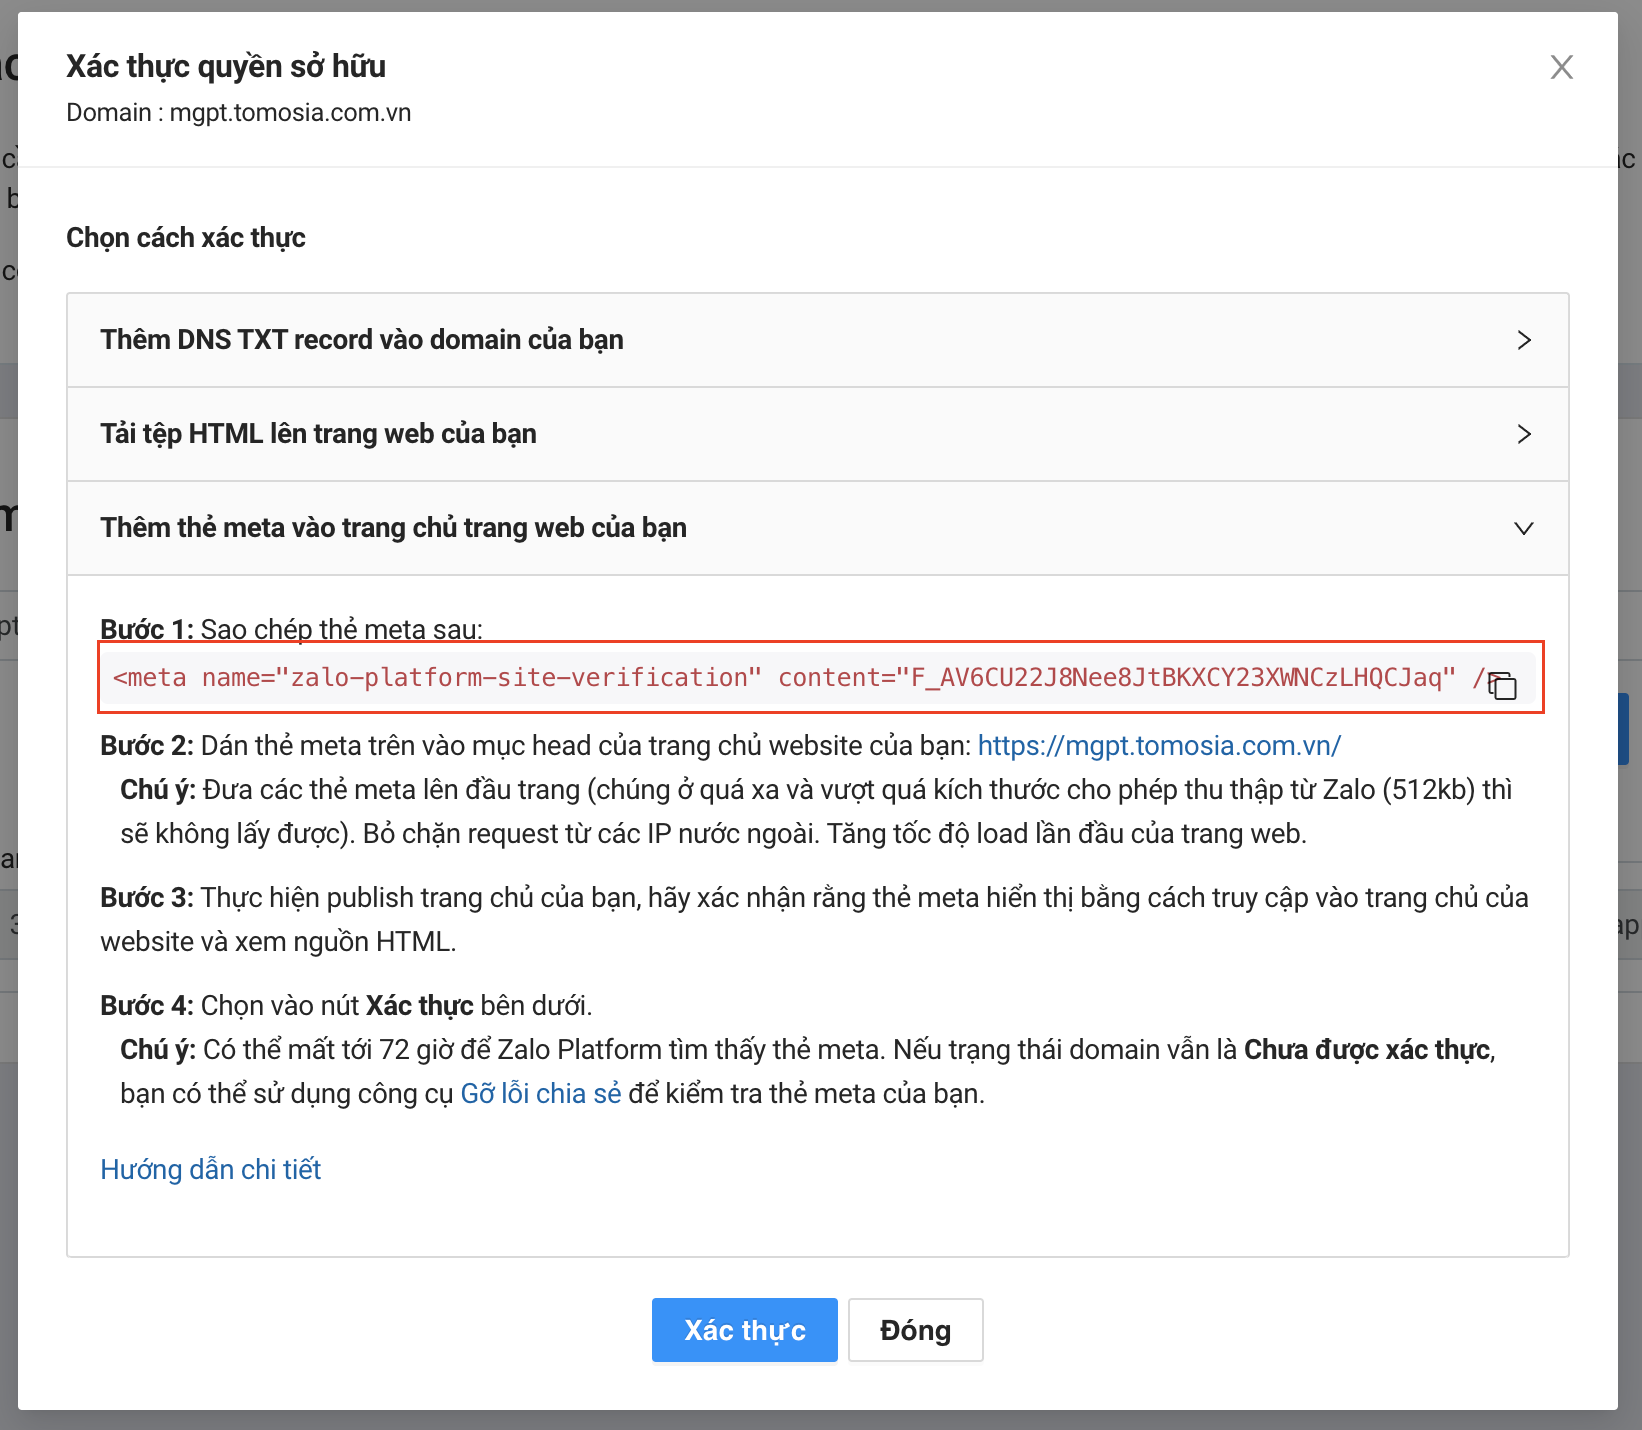 Xác thực quyền sở hữu
Domain : mgpt.tomosia.com.vn
Chọn cách xác thực
Thêm DNS TXT record vào domain của bạn
Tải tệp HTML lên trang web của bạn
Thêm thẻ meta vào trang chủ trang web của bạn
Bước 1: Sao chép thẻ meta sau:
<meta name="zalo-platform-site-verification" content="F_AV6CU22J8Nee8JtBKXCY23XWNCzLHQCJaq" />
Bước 2: Dán thẻ meta trên vào mục head của trang chủ website của bạn: https://mgpt.tomosia.com.vn/
Chú ý: Đưa các thẻ meta lên đầu trang (chúng ở quá xa và vượt quá kích thước cho phép thu thập từ Zalo (512kb) thì
sẽ không lấy được). Bỏ chặn request từ các IP nước ngoài. Tăng tốc độ load lần đầu của trang web.
Bước 3: Thực hiện publish trang chủ của bạn, hãy xác nhận rằng thẻ meta hiển thị bằng cách truy cập vào trang chủ của
website và xem nguồn HTML.
Bước 4: Chọn vào nút Xác thực bên dưới.
Chú ý: Có thể mất tới 72 giờ để Zalo Platform tìm thấy thẻ meta. Nếu trạng thái domain vẫn là Chưa được xác thực,
bạn có thể sử dụng công cụ Gỡ lỗi chia sẻ để kiểm tra thẻ meta của bạn.
Hướng dẫn chi tiết
Xác thực
Đóng